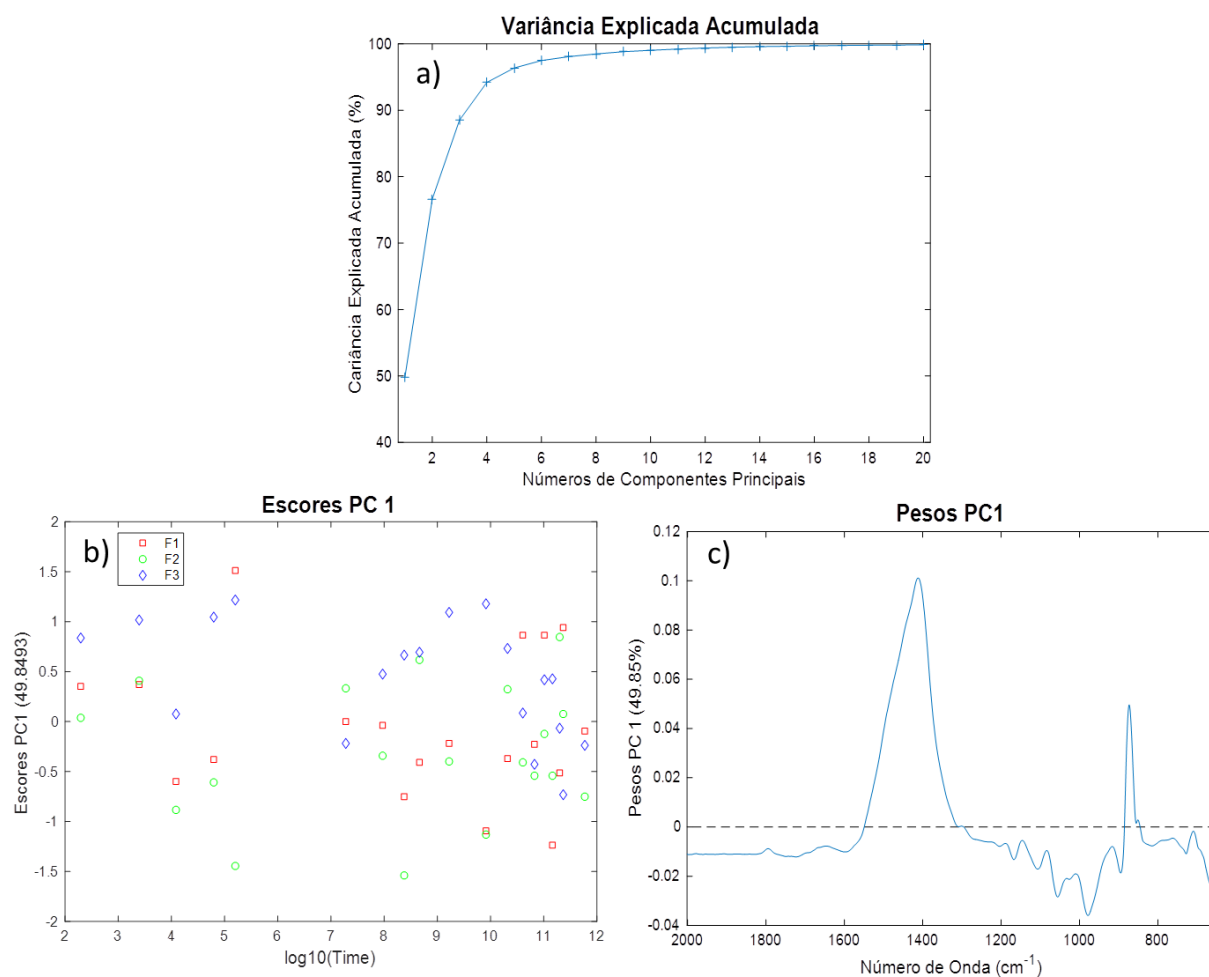 Variância Explicada Acumulada
a)
Cariância Explicada Acumulada (%)
100
90
80
70
60
50
40
2 4 6 8 10 12 14 16 18 20
Números de Componentes Principais
Escores PC 1
b)
F1
F2
F3
Escores PC1 (49.8493)
2
1.5
1
0.5
0
-0.5
-1
-1.5
-2
2 3 4 5 6 7 8 9 10 11 12
log10(Time)
Pesos PC1
c)
Pesos PC 1 (49.85%)
0.12
0.1
0.08
0.06
0.04
0.02
0
-0.02
-0.04
2000 1800 1600 1400 1200 1000 800
Número de Onda (cm⁻¹)